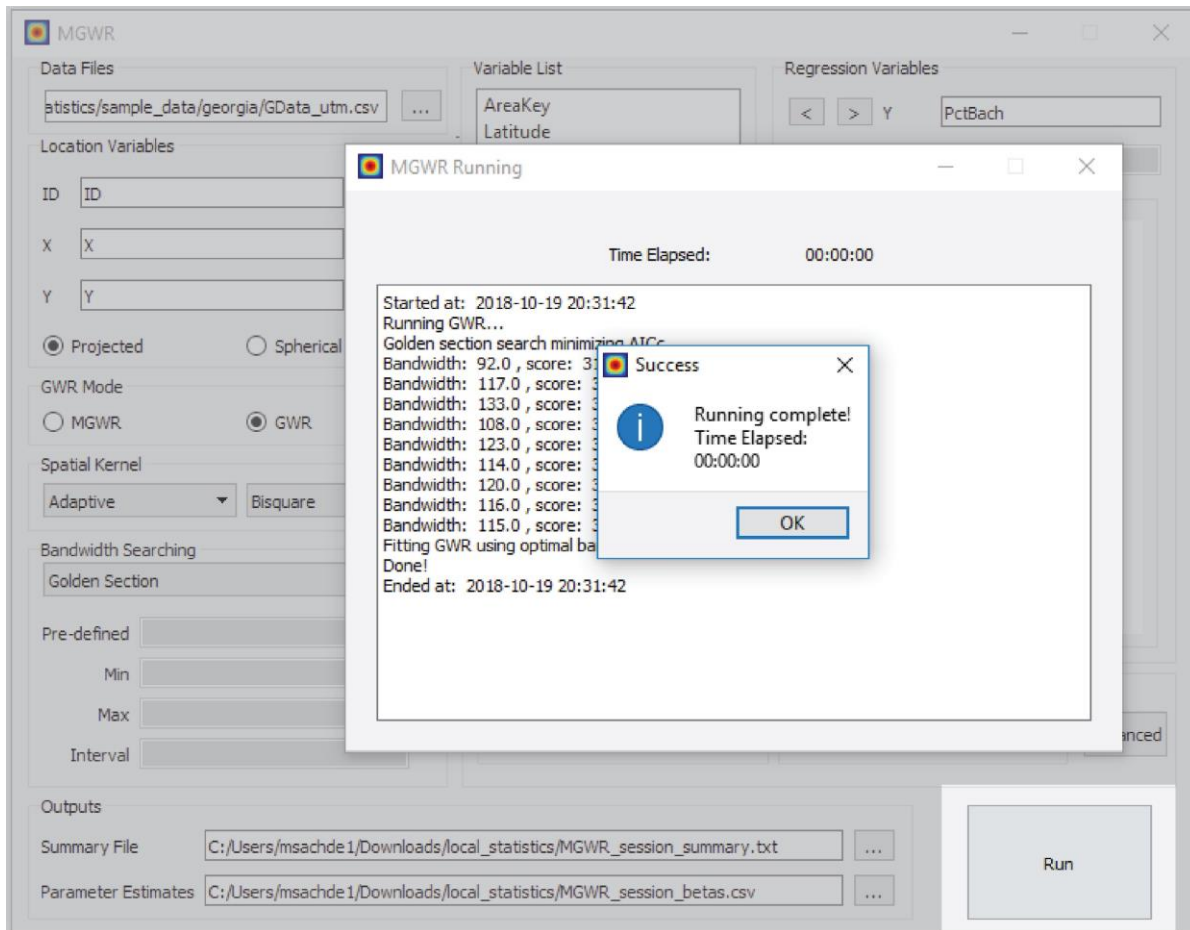 MGWR
Data Files
atistics/sample_data/georgia/GData_utm.csv
...
Variable List
AreaKey
Latitude
Regression Variables
< > Y PctBach
Location Variables
ID ID
X X
Y Y
Projected Spherical
GWR Mode
MGWR GWR
Spatial Kernel
Adaptive Bisquare
Bandwidth Searching
Golden Section
Pre-defined
Min
Max
Interval
MGWR Running
Time Elapsed: 00:00:00
Started at: 2018-10-19 20:31:42
Running GWR...
Golden section search minimizing AICc
Bandwidth: 92.0 , score: 31
Bandwidth: 117.0 , score: 3
Bandwidth: 133.0 , score: 3
Bandwidth: 108.0 , score: 3
Bandwidth: 123.0 , score: 3
Bandwidth: 114.0 , score: 3
Bandwidth: 120.0 , score: 3
Bandwidth: 116.0 , score: 3
Bandwidth: 115.0 , score: 3
Fitting GWR using optimal ba
Done!
Ended at: 2018-10-19 20:31:42
Success
Running complete!
Time Elapsed:
00:00:00
OK
anced
Outputs
Summary File C:/Users/msachde1/Downloads/local_statistics/MGWR_session_summary.txt ...
Parameter Estimates C:/Users/msachde1/Downloads/local_statistics/MGWR_session_betas.csv ...
Run